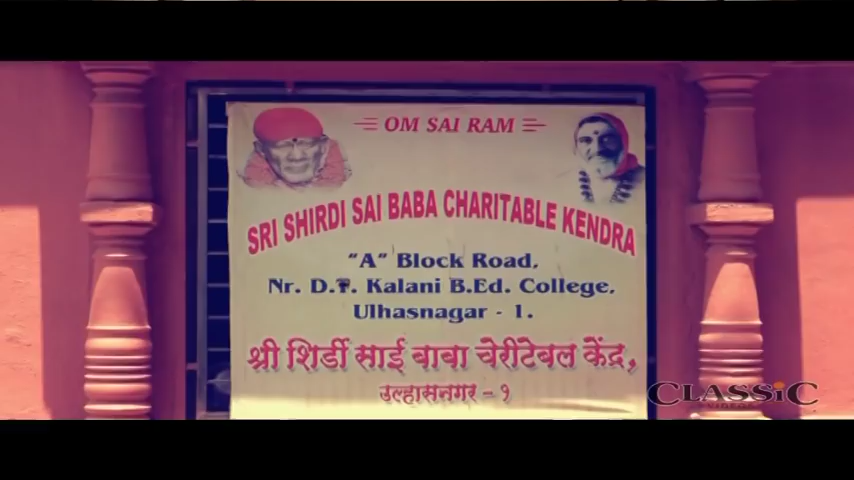 OM SAI RAM
SRI SHIRDI SAI BABA CHARITABLE KENDRA
"A" Block Road,
Nr. D.T. Kalani B.Ed. College,
Ulhasnagar - 1.
श्री शिर्डी साई बाबा चेरीटेबल केंद्र,
उल्हासनगर - १
CLASSiC
VIDEOS